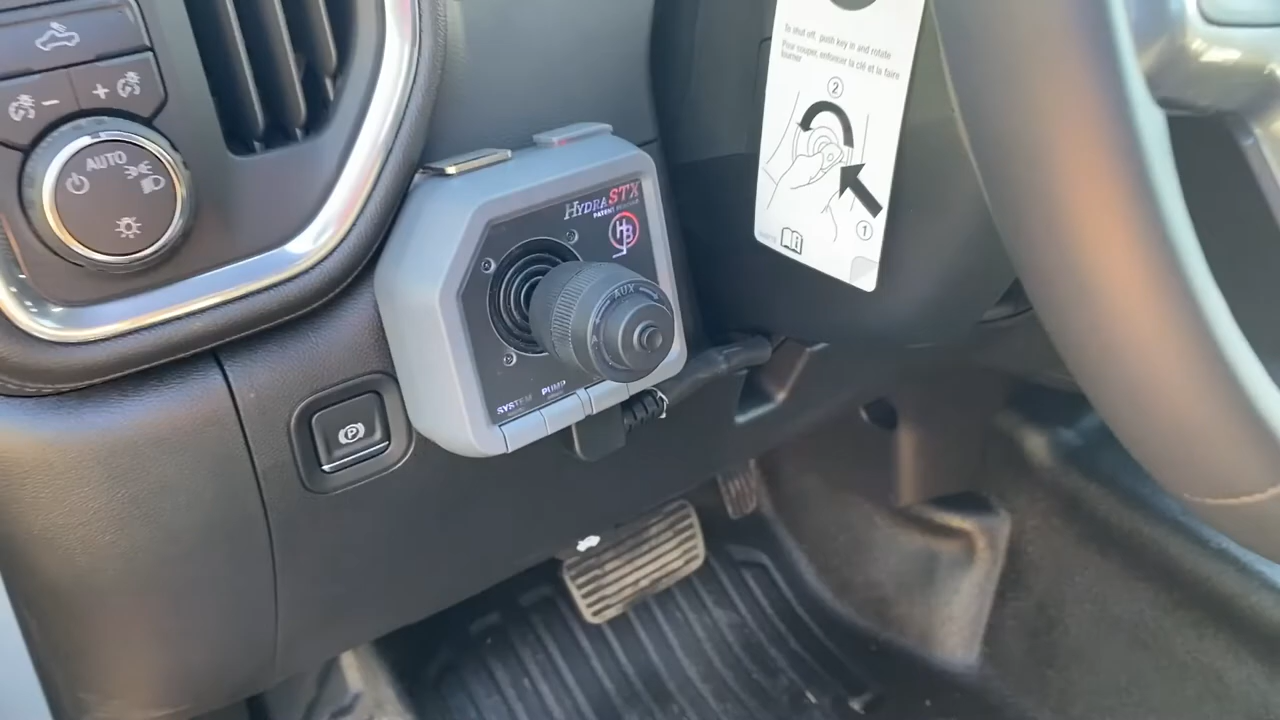 AUTO
To shut off, push key in and rotate
Pour couper, enfoncer la clé et la faire
tourner
2
1
HYDRASTX
HB
AUX
SYSTEM
PUMP
P